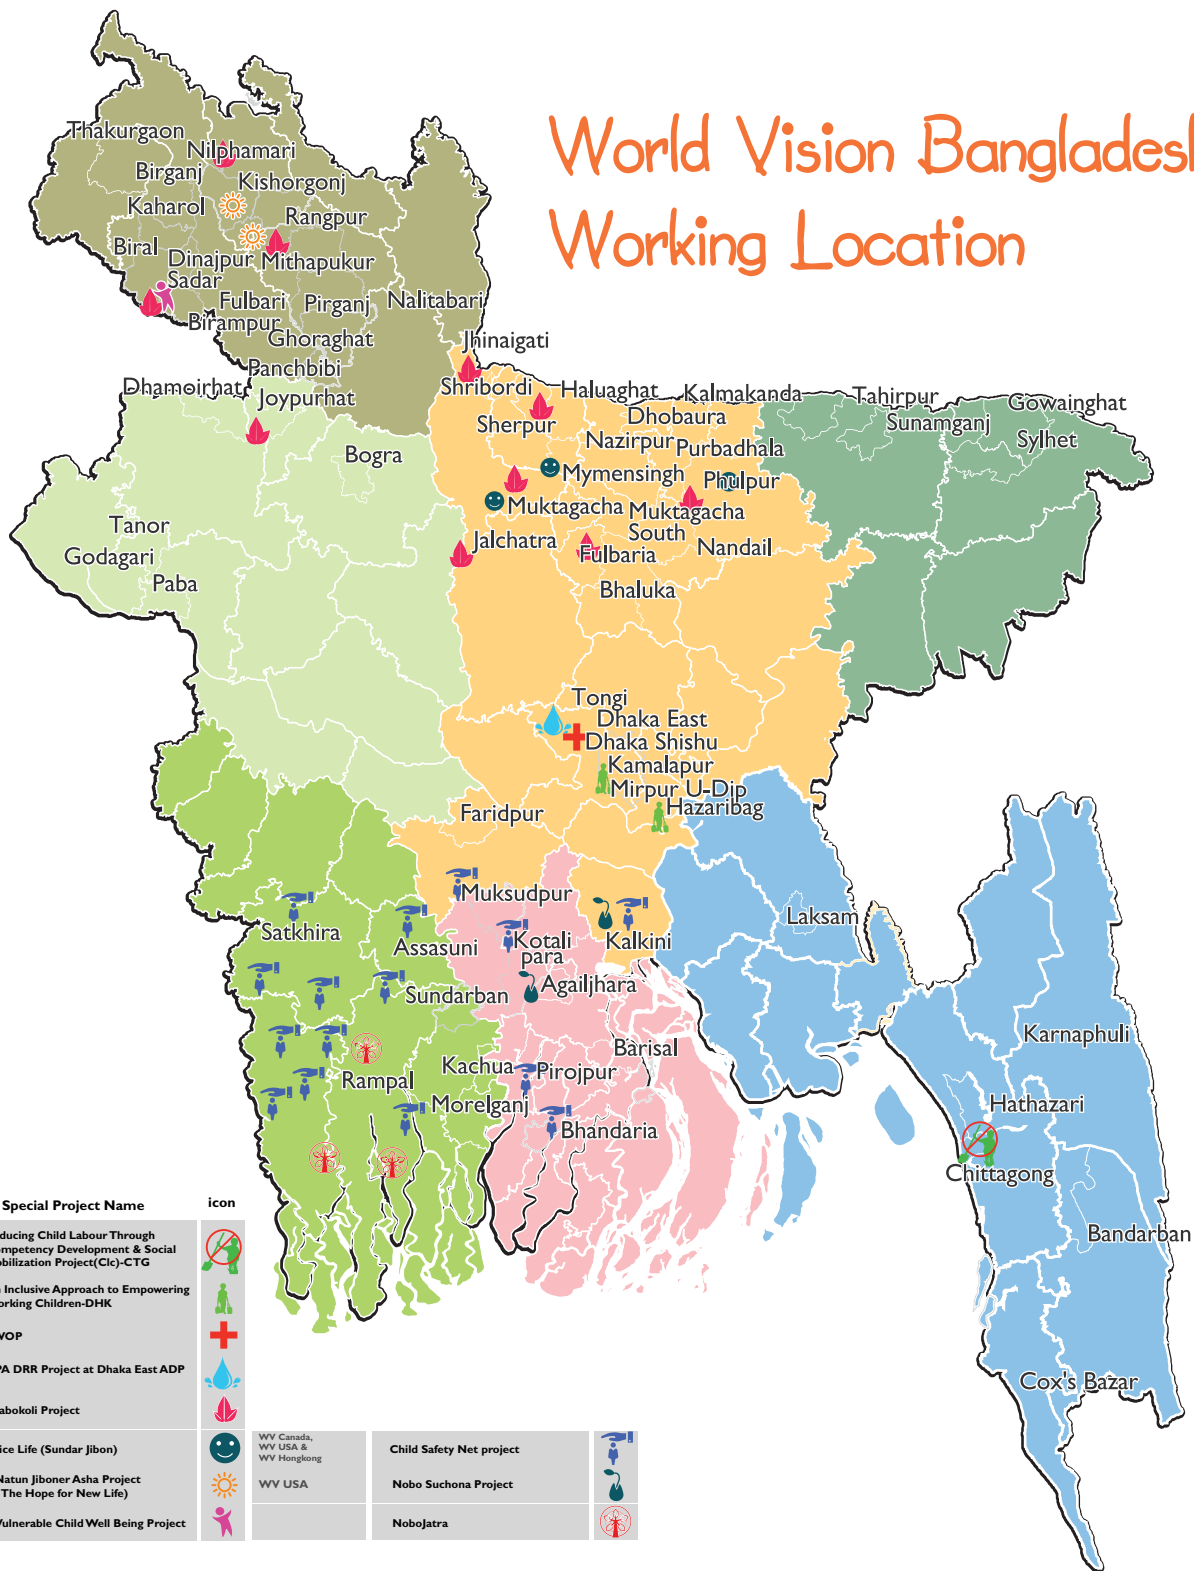 World Vision Bangladesh
Working Location
Thakurgaon
Nilphamari
Birganj
Kishorgonj
Kaharol
Rangpur
Biral
Dinajpur
Mithapukur
Sadar
Fulbari
Pirganj
Nalitabari
Birampur
Ghoraghat
Jhinaigati
Panchbibi
Dhamoirhat
Joypurhat
Shribordi
Haluaghat
Kalmakanda
Tahirpur
Gowainghat
Sherpur
Dhobaura
Sunamganj
Sylhet
Bogra
Nazirpur
Purbadhala
Mymensingh
Phulpur
Muktagacha
Muktagacha
South
Tanor
Jalchatra
Fulbaria
Nandail
Godagari
Paba
Bhaluka
Tongi
Dhaka East
Dhaka Shishu
Kamalapur
Mirpur U-Dip
Hazaribag
Faridpur
Muksudpur
Laksam
Satkhira
Assasuni
Kotali
para
Kalkini
Sundarban
Agailjhara
Karnaphuli
Barisal
Kachua
Pirojpur
Rampal
Morelganj
Hathazari
Bhandaria
Chittagong
Bandarban
Cox's Bazar
Special Project Name icon
ducing Child Labour Through
mpetency Development & Social
bilization Project(Clc)-CTG
Inclusive Approach to Empowering
orking Children-DHK
VOP
PA DRR Project at Dhaka East ADP
abokoli Project
ice Life (Sundar Jibon)
WV Canada,
WV USA &
WV Hongkong
Child Safety Net project
Natun Jiboner Asha Project
The Hope for New Life)
WV USA
Nobo Suchona Project
Vulnerable Child Well Being Project
NoboJatra